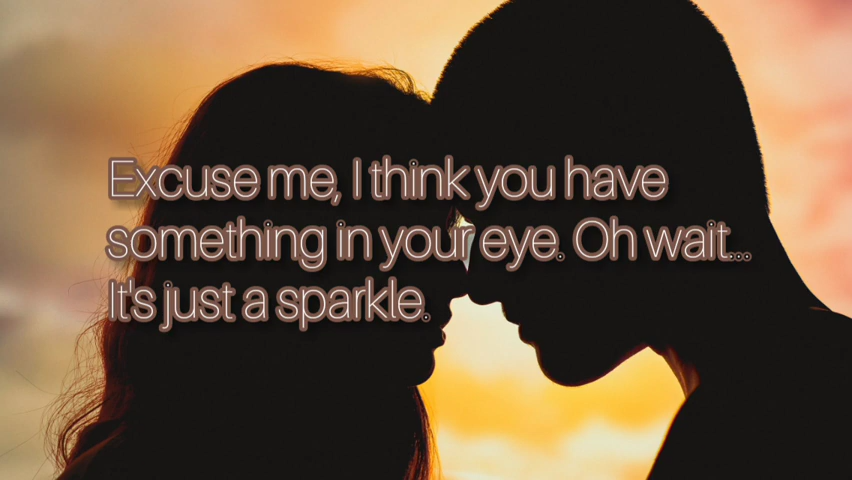 Excuse me, I think you have
something in your eye. Oh wait...
It's just a sparkle.